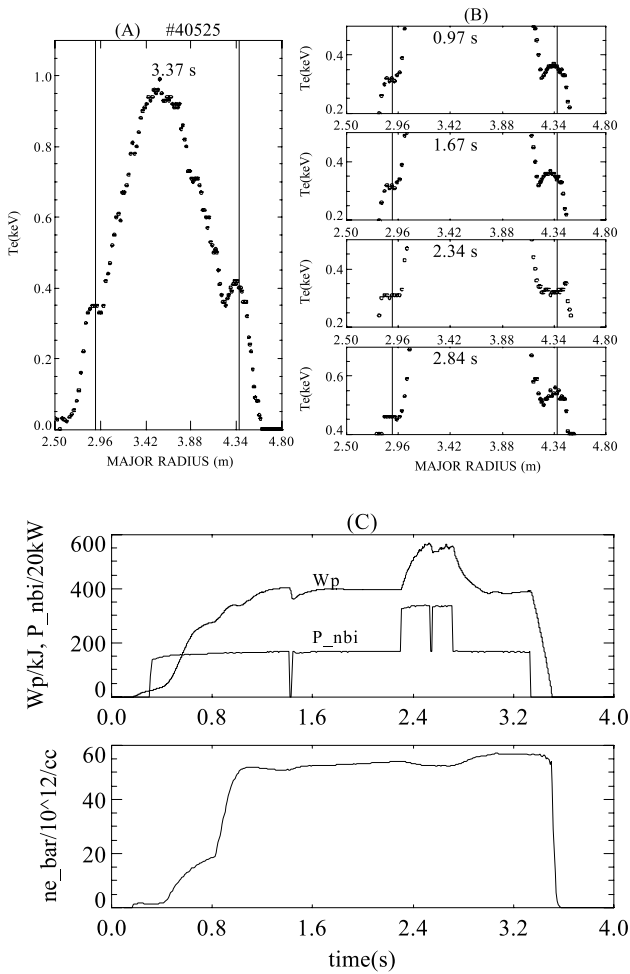 (A) #40525
3.37 s
Te(keV)
1.0
0.8
0.6
0.4
0.2
0.0
2.50 2.96 3.42 3.88 4.34 4.80
MAJOR RADIUS (m)
(B)
0.97 s
Te(keV)
0.4
0.2
2.50 2.96 3.42 4.34 4.80
1.67 s
Te(keV)
0.4
0.2
2.50 2.96 3.42 3.88 4.34 4.80
2.34 s
Te(keV)
0.4
0.2
2.50 2.96 3.42 3.88 4.34 4.80
2.84 s
Te(keV)
0.6
0.4
2.50 2.96 3.42 3.88 4.34 4.80
MAJOR RADIUS (m)
(C)
Wp/kJ, P_nbi/20kW
600
400
200
0
Wp
P_nbi
0.0 0.8 1.6 2.4 3.2 4.0
ne_bar/10^12/cc
60
40
20
0
0.0 0.8 1.6 2.4 3.2 4.0
time(s)